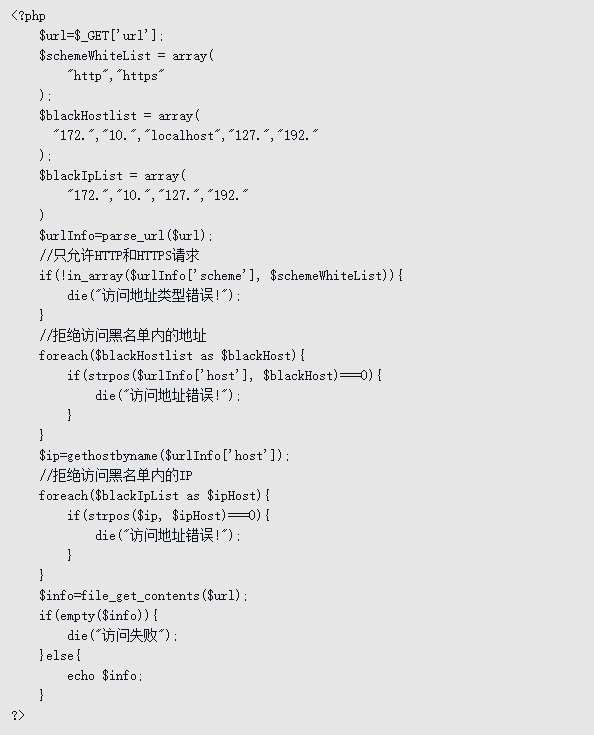 <?php
$url=$_GET['url'];
$schemeWhiteList = array(
"http","https"
);
$blackHostlist = array(
"172.","10.","localhost","127.","192."
);
$blackIpList = array(
"172.","10.","127.","192."
)
$urlInfo=parse_url($url);
//只允许HTTP和HTTPS请求
if(!in_array($urlInfo['scheme'], $schemeWhiteList)){
die("访问地址类型错误!");
}
//拒绝访问黑名单内的地址
foreach($blackHostlist as $blackHost){
if(strpos($urlInfo['host'], $blackHost)===0){
die("访问地址错误!");
}
}
$ip=gethostbyname($urlInfo['host']);
//拒绝访问黑名单内的IP
foreach($blackIpList as $ipHost){
if(strpos($ip, $ipHost)===0){
die("访问地址错误!");
}
}
$info=file_get_contents($url);
if(empty($info)){
die("访问失败");
}else{
echo $info;
}
?>